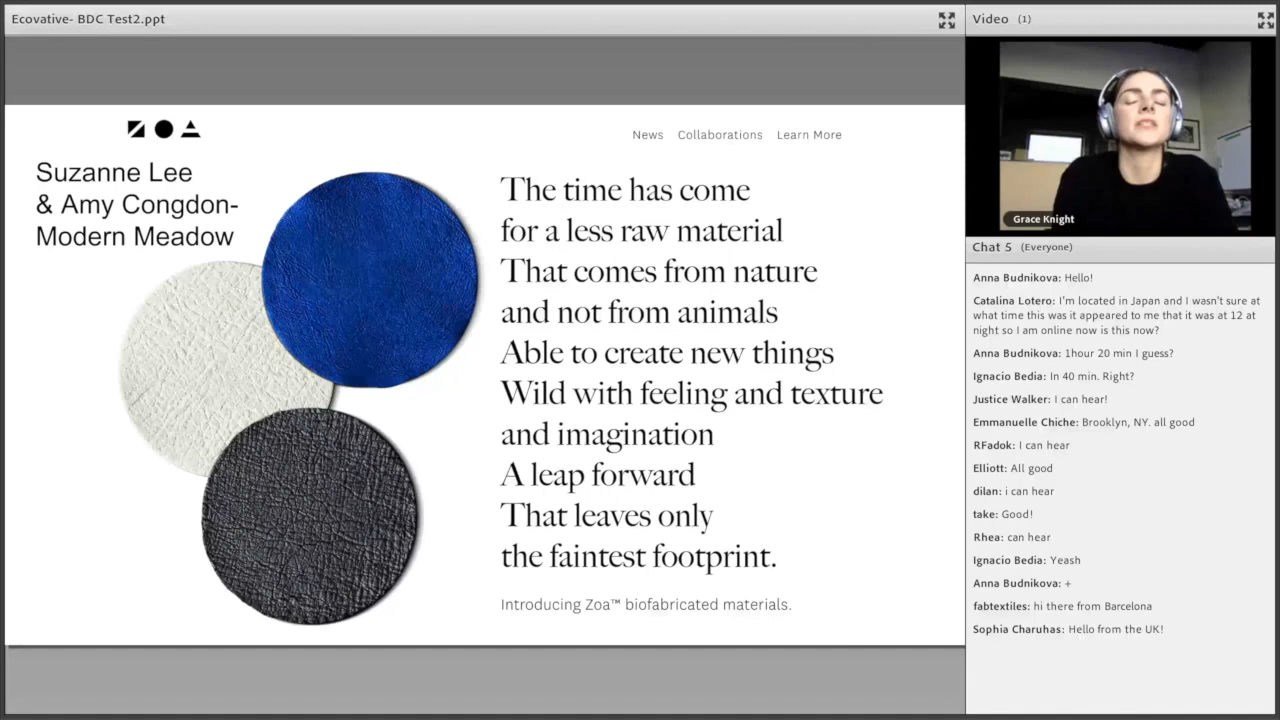 Ecovative- BDC Test2.ppt
ZOA
News Collaborations Learn More
Suzanne Lee
& Amy Congdon-
Modern Meadow
The time has come
for a less raw material
That comes from nature
and not from animals
Able to create new things
Wild with feeling and texture
and imagination
A leap forward
That leaves only
the faintest footprint.
Introducing Zoa™ biofabricated materials.
Video (1)
Grace Knight
Chat 5 (Everyone)
Anna Budnikova: Hello!
Catalina Lotero: I'm located in Japan and I wasn't sure at
what time this was it appeared to me that it was at 12 at
night so I am online now is this now?
Anna Budnikova: 1hour 20 min I guess?
Ignacio Bedia: In 40 min. Right?
Justice Walker: I can hear!
Emmanuelle Chiche: Brooklyn, NY. all good
RFadok: I can hear
Elliott: All good
dilan: i can hear
take: Good!
Rhea: can hear
Ignacio Bedia: Yeash
Anna Budnikova: +
fabtextiles: hi there from Barcelona
Sophia Charuhas: Hello from the UK!